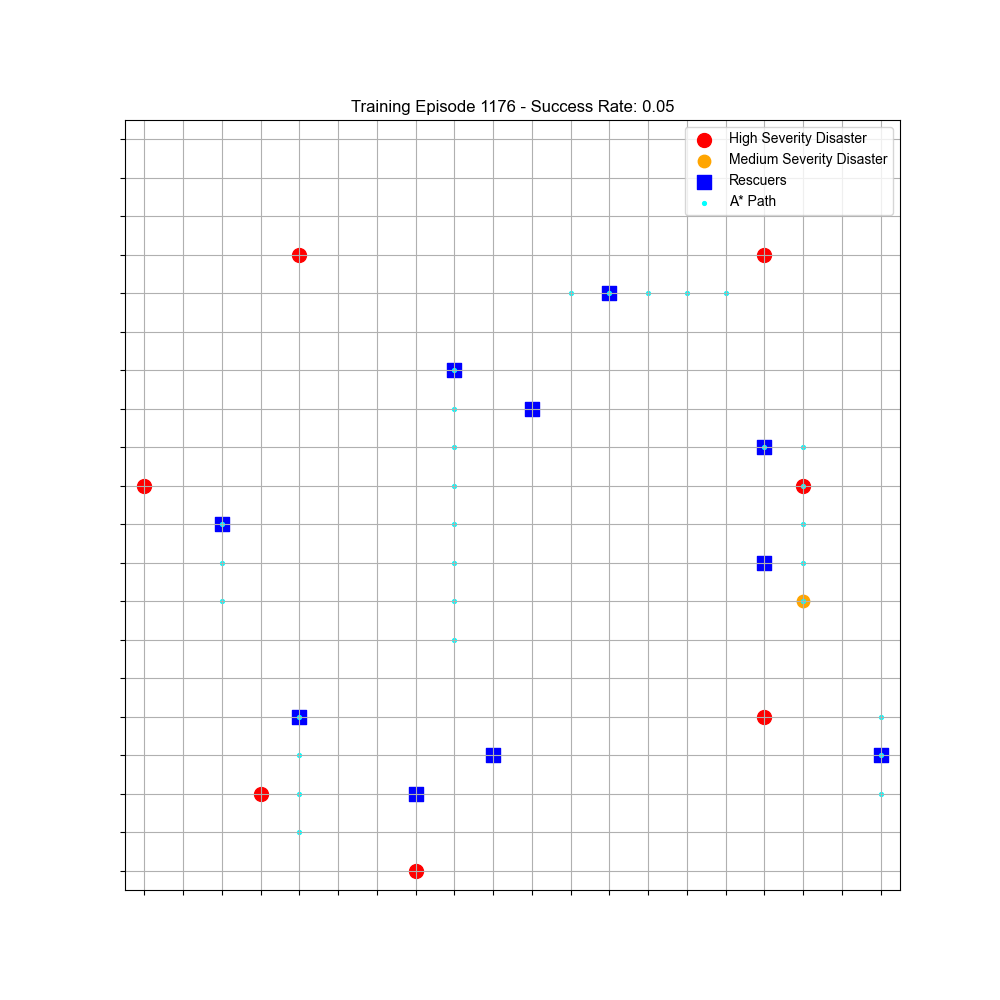 Training Episode 1176 - Success Rate: 0.05
High Severity Disaster
Medium Severity Disaster
Rescuers
A* Path